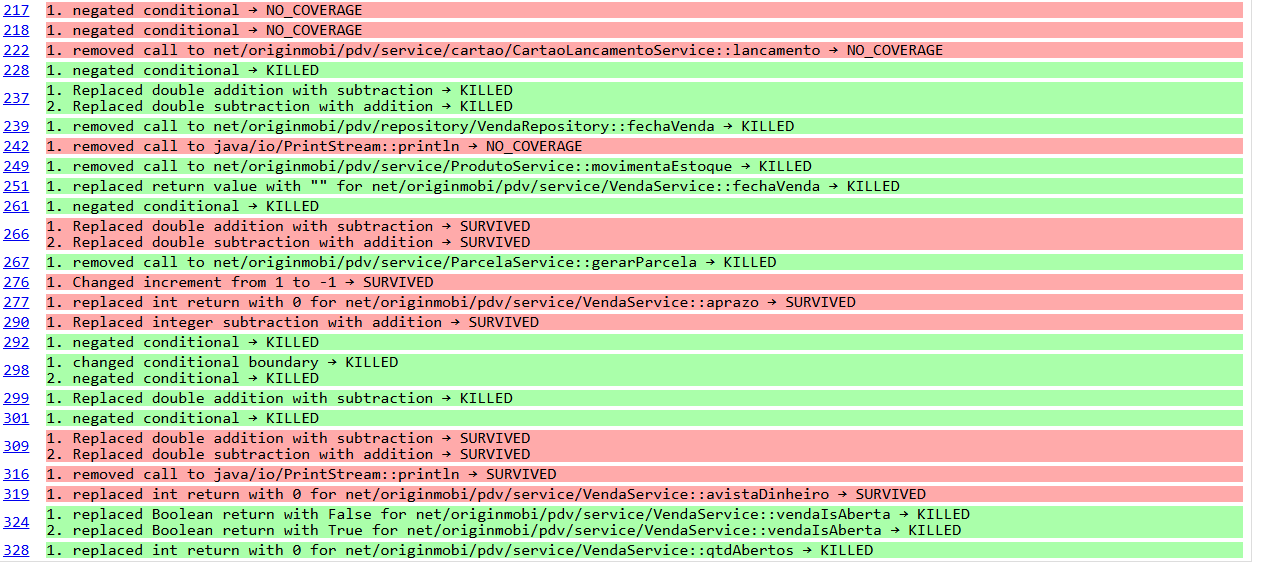 217 1. negated conditional → NO_COVERAGE
218 1. negated conditional → NO_COVERAGE
222 1. removed call to net/originmobi/pdv/service/cartao/CartaoLancamentoService::lancamento → NO_COVERAGE
228 1. negated conditional → KILLED
237 1. Replaced double addition with subtraction → KILLED
2. Replaced double subtraction with addition → KILLED
239 1. removed call to net/originmobi/pdv/repository/VendaRepository::fechaVenda → KILLED
242 1. removed call to java/io/PrintStream::println → NO_COVERAGE
249 1. removed call to net/originmobi/pdv/service/ProdutoService::movimentaEstoque → KILLED
251 1. replaced return value with "" for net/originmobi/pdv/service/VendaService::fechaVenda → KILLED
261 1. negated conditional → KILLED
266 1. Replaced double addition with subtraction → SURVIVED
2. Replaced double subtraction with addition → SURVIVED
267 1. removed call to net/originmobi/pdv/service/ParcelaService::gerarParcela → KILLED
276 1. Changed increment from 1 to -1 → SURVIVED
277 1. replaced int return with 0 for net/originmobi/pdv/service/VendaService::aprazo → SURVIVED
290 1. Replaced integer subtraction with addition → SURVIVED
292 1. negated conditional → KILLED
298 1. changed conditional boundary → KILLED
2. negated conditional → KILLED
299 1. Replaced double addition with subtraction → KILLED
301 1. negated conditional → KILLED
309 1. Replaced double addition with subtraction → SURVIVED
2. Replaced double subtraction with addition → SURVIVED
316 1. removed call to java/io/PrintStream::println → SURVIVED
319 1. replaced int return with 0 for net/originmobi/pdv/service/VendaService::avistaDinheiro → SURVIVED
324 1. replaced Boolean return with False for net/originmobi/pdv/service/VendaService::vendaIsAberta → KILLED
2. replaced Boolean return with True for net/originmobi/pdv/service/VendaService::vendaIsAberta → KILLED
328 1. replaced int return with 0 for net/originmobi/pdv/service/VendaService::qtdAbertos → KILLED